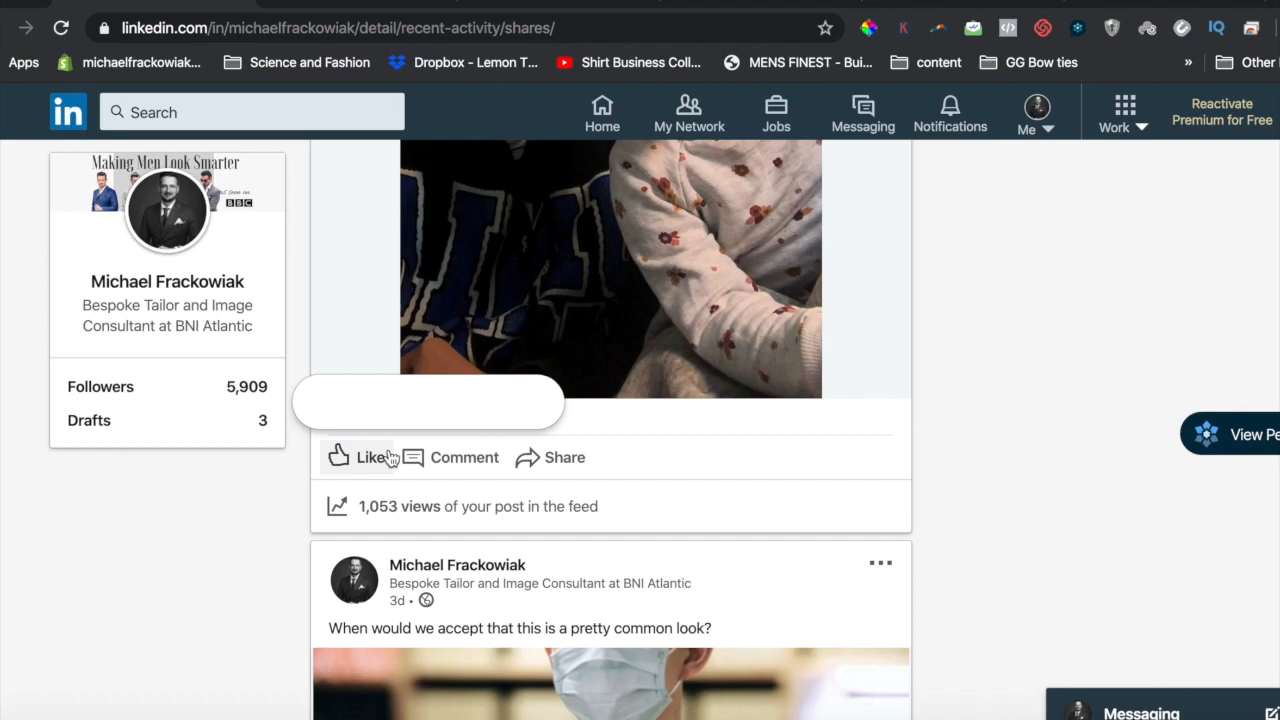 linkedin.com/in/michaelfrackowiak/detail/recent-activity/shares/
K
IQ
Apps
michaelfrackowiak...
Science and Fashion
Dropbox - Lemon T...
Shirt Business Coll...
MENS FINEST - Bui...
content
GG Bow ties
»
Other
in
Search
Home
My Network
Jobs
Messaging
Notifications
Me
Work
Reactivate
Premium for Free
Making Men Look Smarter
as seen on
BBC
Michael Frackowiak
Bespoke Tailor and Image
Consultant at BNI Atlantic
Followers 5,909
Drafts 3
Like
Comment
Share
1,053 views of your post in the feed
View Pe
Michael Frackowiak
Bespoke Tailor and Image Consultant at BNI Atlantic
3d •
When would we accept that this is a pretty common look?
Messaging